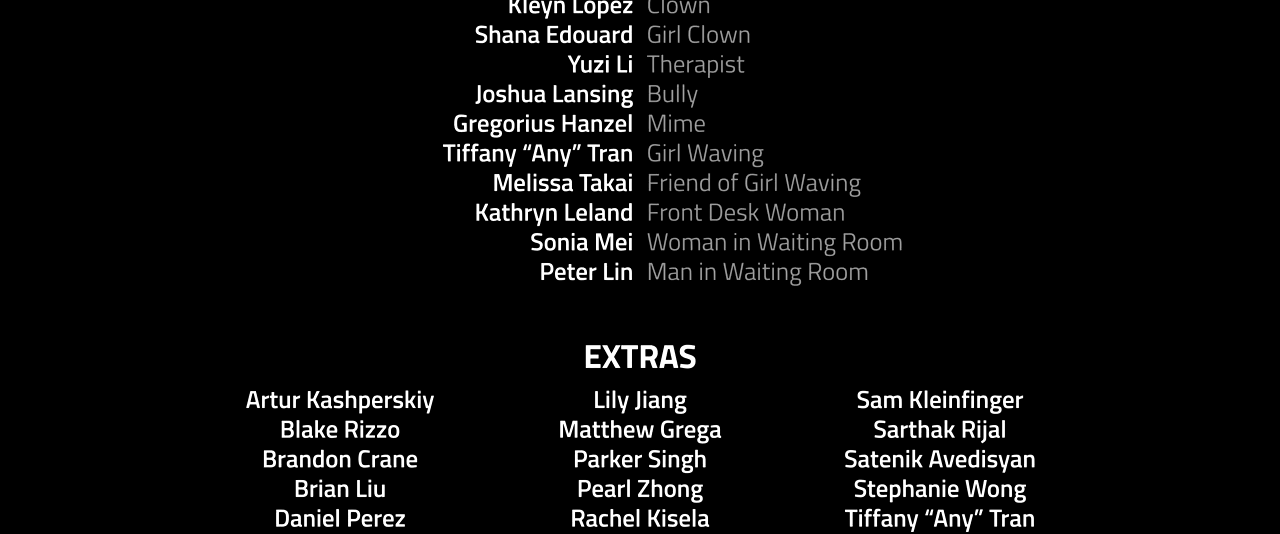 Kleyn Lopez Clown
Shana Edouard Girl Clown
Yuzi Li Therapist
Joshua Lansing Bully
Gregorius Hanzel Mime
Tiffany “Any” Tran Girl Waving
Melissa Takai Friend of Girl Waving
Kathryn Leland Front Desk Woman
Sonia Mei Woman in Waiting Room
Peter Lin Man in Waiting Room
EXTRAS
Artur Kashperskiy Lily Jiang Sam Kleinfinger
Blake Rizzo Matthew Grega Sarthak Rijal
Brandon Crane Parker Singh Satenik Avedisyan
Brian Liu Pearl Zhong Stephanie Wong
Daniel Perez Rachel Kisela Tiffany “Any” Tran